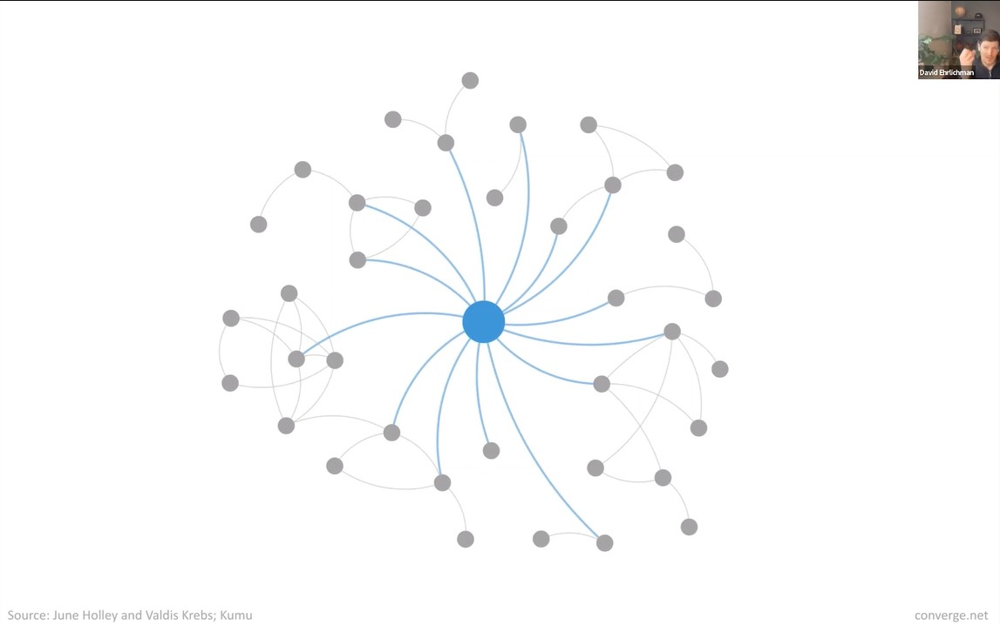 David Ehrlichman
Source: June Holley and Valdis Krebs; Kumu
converge.net